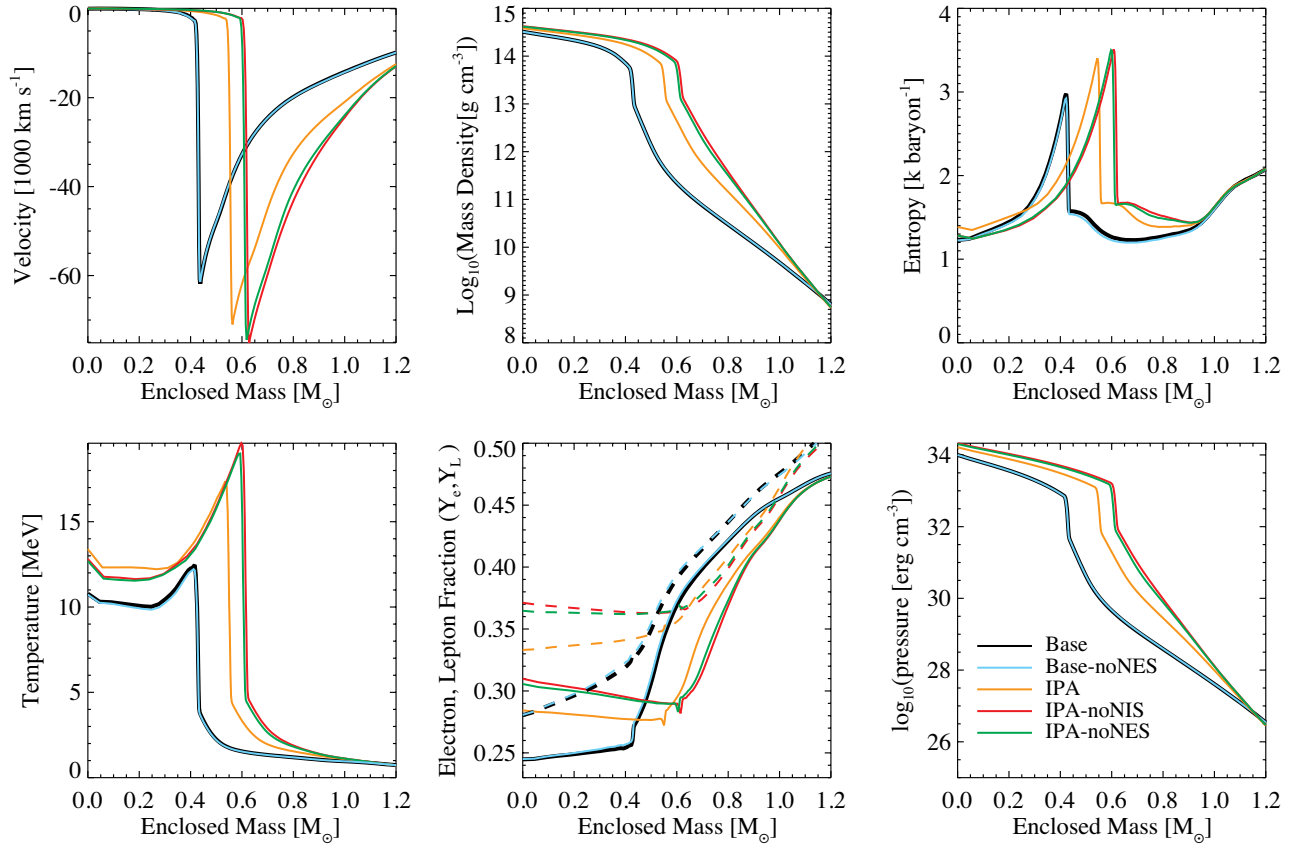 0
-20
-40
-60
Velocity [1000 km s⁻¹]
0.0 0.2 0.4 0.6 0.8 1.0 1.2
Enclosed Mass [M⊙]
15
14
13
12
11
10
9
8
Log₁₀(Mass Density[g cm⁻³])
0.0 0.2 0.4 0.6 0.8 1.0 1.2
Enclosed Mass [M⊙]
4
3
2
1
0
Entropy [k baryon⁻¹]
0.0 0.2 0.4 0.6 0.8 1.0 1.2
Enclosed Mass [M⊙]
15
10
5
0
Temperature [MeV]
0.0 0.2 0.4 0.6 0.8 1.0 1.2
Enclosed Mass [M⊙]
0.50
0.45
0.40
0.35
0.30
0.25
Electron, Lepton Fraction (Yₑ,Y_L)
0.0 0.2 0.4 0.6 0.8 1.0 1.2
Enclosed Mass [M⊙]
34
32
30
28
26
log₁₀(pressure [erg cm⁻³])
Base
Base-noNES
IPA
IPA-noNIS
IPA-noNES
0.0 0.2 0.4 0.6 0.8 1.0 1.2
Enclosed Mass [M⊙]